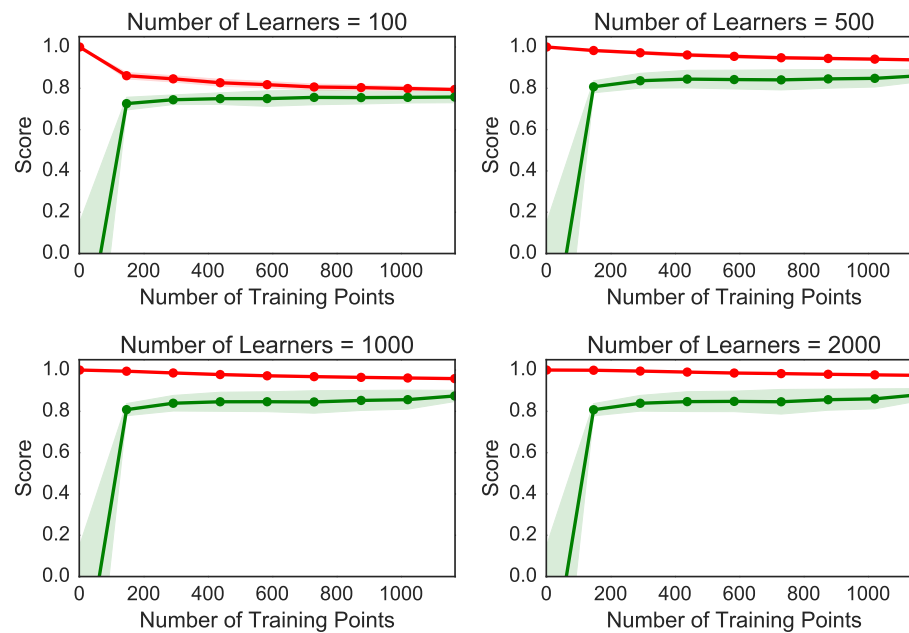 Number of Learners = 100
1.0
0.8
0.6
0.4
0.2
0.0
Score
0 200 400 600 800 1000
Number of Training Points
Number of Learners = 500
1.0
0.8
0.6
0.4
0.2
0.0
Score
0 200 400 600 800 1000
Number of Training Points
Number of Learners = 1000
1.0
0.8
0.6
0.4
0.2
0.0
Score
0 200 400 600 800 1000
Number of Training Points
Number of Learners = 2000
1.0
0.8
0.6
0.4
0.2
0.0
Score
0 200 400 600 800 1000
Number of Training Points